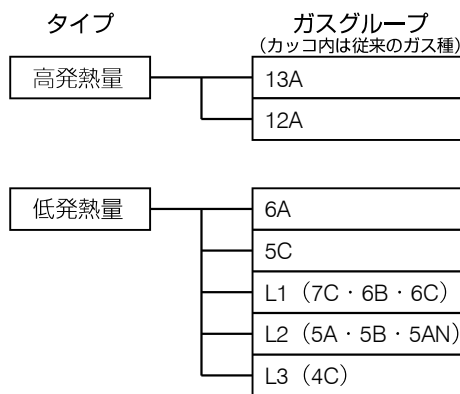 タイプ
ガスグループ
（カッコ内は従来のガス種）
高発熱量
13A
12A
低発熱量
6A
5C
L1（7C・6B・6C）
L2（5A・5B・5AN）
L3（4C）